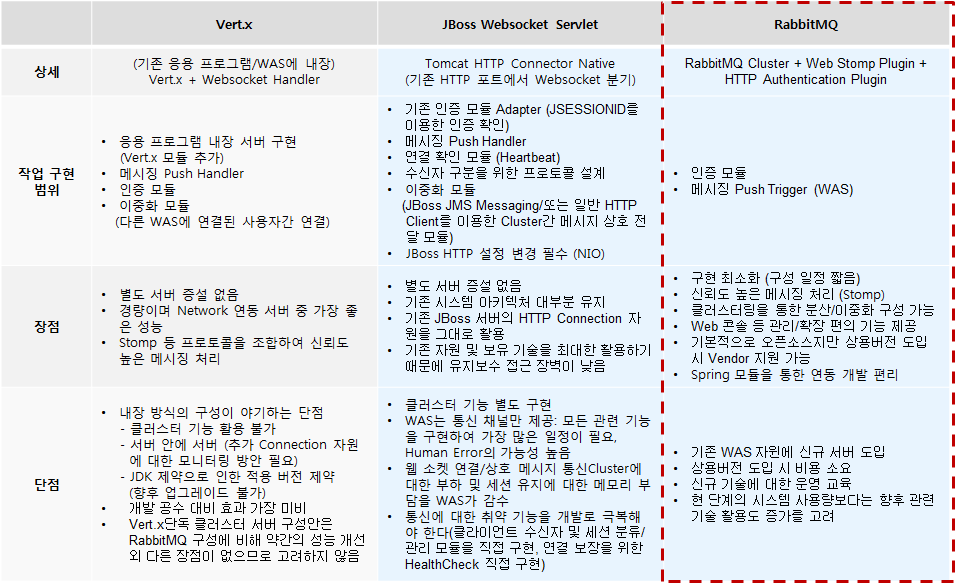 Vert.x
JBoss Websocket Servlet
RabbitMQ
상세
(기존 응용 프로그램/WAS에 내장)
Vert.x + Websocket Handler
Tomcat HTTP Connector Native
(기존 HTTP 포트에서 Websocket 분기)
RabbitMQ Cluster + Web Stomp Plugin +
HTTP Authentication Plugin
작업 구현
범위
• 응용 프로그램 내장 서버 구현
(Vert.x 모듈 추가)
• 메시징 Push Handler
• 인증 모듈
• 이중화 모듈
(다른 WAS에 연결된 사용자간 연결)
• 기존 인증 모듈 Adapter (JSESSIONID를
이용한 인증 확인)
• 메시징 Push Handler
• 연결 확인 모듈 (Heartbeat)
• 수신자 구분을 위한 프로토콜 설계
• 이중화 모듈
(JBoss JMS Messaging/또는 일반 HTTP
Client을 이용한 Cluster간 메시지 상호 전
달 모듈)
• JBoss HTTP 설정 변경 필수 (NIO)
• 인증 모듈
• 메시징 Push Trigger (WAS)
장점
• 별도 서버 증설 없음
• 경량이며 Network 연동 서버 중 가장 좋
은 성능
• Stomp 등 프로토콜을 조합하여 신뢰도
높은 메시징 처리
• 별도 서버 증설 없음
• 기존 시스템 아키텍처 대부분 유지
• 기존 JBoss 서버의 HTTP Connection 자
원을 그대로 활용
• 기존 자원 및 보유 기술을 최대한 활용하기
때문에 유지보수 접근 장벽이 낮음
• 구현 최소화 (구성 일정 짧음)
• 신뢰도 높은 메시징 처리 (Stomp)
• 클러스터링을 통한 분산/이중화 구성 가능
• Web 콘솔 등 관리/확장 편의 기능 제공
• 기본적으로 오픈소스지만 상용버전 도입
시 Vendor 지원 가능
• Spring 모듈을 통한 연동 개발 편리
단점
• 내장 방식의 구성이 야기하는 단점
- 클러스터 기능 활용 불가
- 서버 안에 서버 (추가 Connection 자원
에 대한 모니터링 방안 필요)
- JDK 제약으로 인한 적용 버전 제약
(향후 업그레이드 불가)
• 개발 공수 대비 효과 가장 미비
• Vert.x단독 클러스터 서버 구성안은
RabbitMQ 구성에 비해 약간의 성능 개선
외 다른 장점이 없으므로 고려하지 않음
• 클러스터 기능 별도 구현
• WAS는 통신 채널만 제공: 모든 관련 기능
을 구현하여 가장 많은 일정이 필요,
Human Error의 가능성 높음
• 웹 소켓 연결/상호 메시지 통신Cluster에
대한 부하 및 세션 유지에 대한 메모리 부
담을 WAS가 감수
• 통신에 대한 취약 기능을 개발로 극복해
야 한다(클라이언트 수신자 및 세션 분류/
관리 모듈을 직접 구현, 연결 보장을 위한
HealthCheck 직접 구현)
• 기존 WAS 자원에 신규 서버 도입
• 상용버전 도입 시 비용 소요
• 신규 기술에 대한 운영 교육
• 현 단계의 시스템 사용량보다는 향후 관련
기술 활용도 증가를 고려